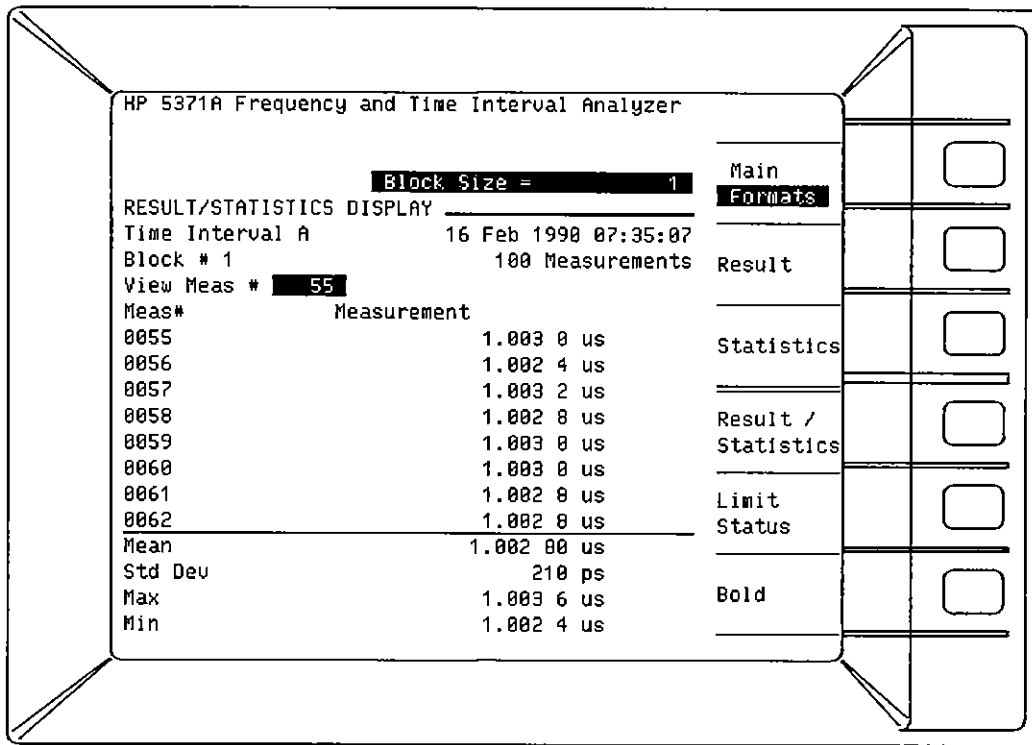 HP 5371A Frequency and Time Interval Analyzer
Block Size = 1
RESULT/STATISTICS DISPLAY
Time Interval A 16 Feb 1990 07:35:07
Block # 1 100 Measurements
View Meas # 55
Meas# Measurement
0055 1.003 0 us
0056 1.002 4 us
0057 1.003 2 us
0058 1.002 8 us
0059 1.003 0 us
0060 1.003 0 us
0061 1.002 8 us
0062 1.002 8 us
Mean 1.002 80 us
Std Dev 210 ps
Max 1.003 6 us
Min 1.002 4 us
Main
Formats
Result
Statistics
Result /
Statistics
Limit
Status
Bold